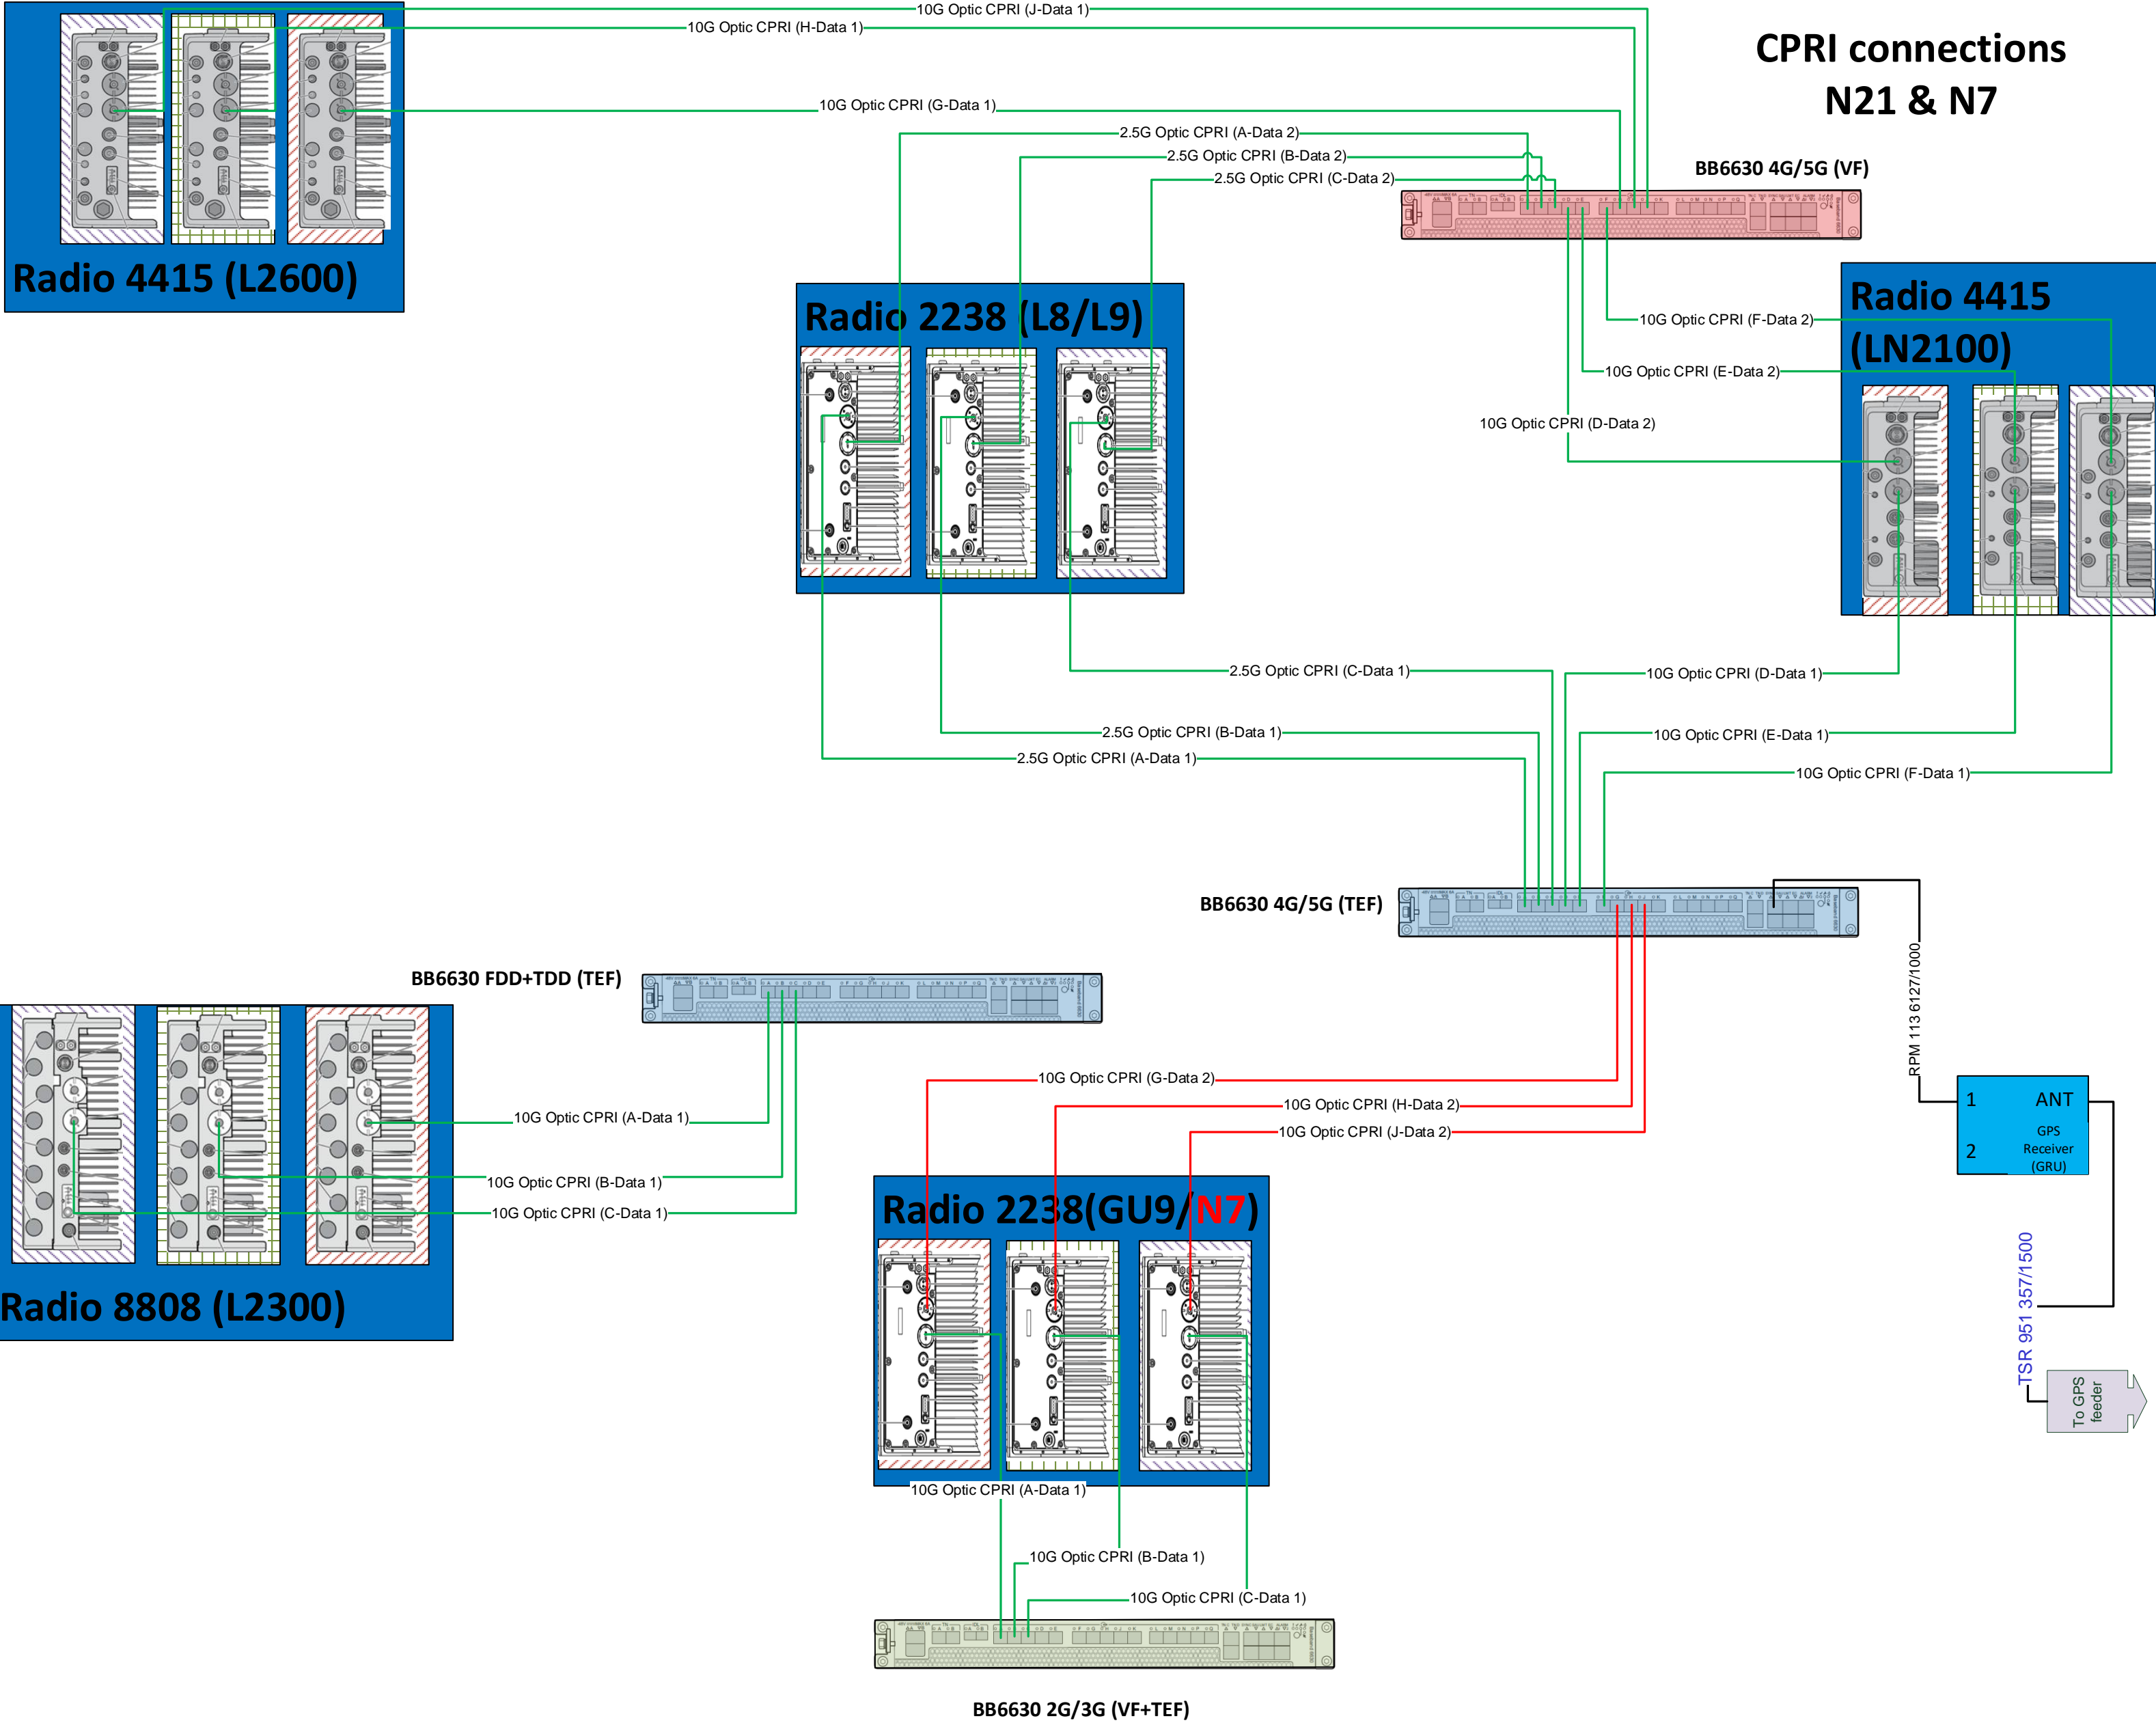 10G Optic CPRI (J-Data 1)
10G Optic CPRI (H-Data 1)
CPRI connections
N21 & N7
10G Optic CPRI (G-Data 1)
2.5G Optic CPRI (A-Data 2)
2.5G Optic CPRI (B-Data 2)
2.5G Optic CPRI (C-Data 2)
BB6630 4G/5G (VF)
Radio 4415 (L2600)
Radio 2238 (L8/L9)
Radio 4415
(LN2100)
10G Optic CPRI (F-Data 2)
10G Optic CPRI (E-Data 2)
10G Optic CPRI (D-Data 2)
2.5G Optic CPRI (C-Data 1)
10G Optic CPRI (D-Data 1)
2.5G Optic CPRI (B-Data 1)
10G Optic CPRI (E-Data 1)
2.5G Optic CPRI (A-Data 1)
10G Optic CPRI (F-Data 1)
BB6630 4G/5G (TEF)
BB6630 FDD+TDD (TEF)
RPM 113 6127/1000
10G Optic CPRI (G-Data 2)
10G Optic CPRI (H-Data 2)
10G Optic CPRI (J-Data 2)
10G Optic CPRI (A-Data 1)
10G Optic CPRI (B-Data 1)
10G Optic CPRI (C-Data 1)
1 ANT
GPS
2 Receiver
(GRU)
Radio 2238(GU9/N7)
Radio 8808 (L2300)
TSR 951 357/1500
To GPS
feeder
10G Optic CPRI (A-Data 1)
10G Optic CPRI (B-Data 1)
10G Optic CPRI (C-Data 1)
BB6630 2G/3G (VF+TEF)